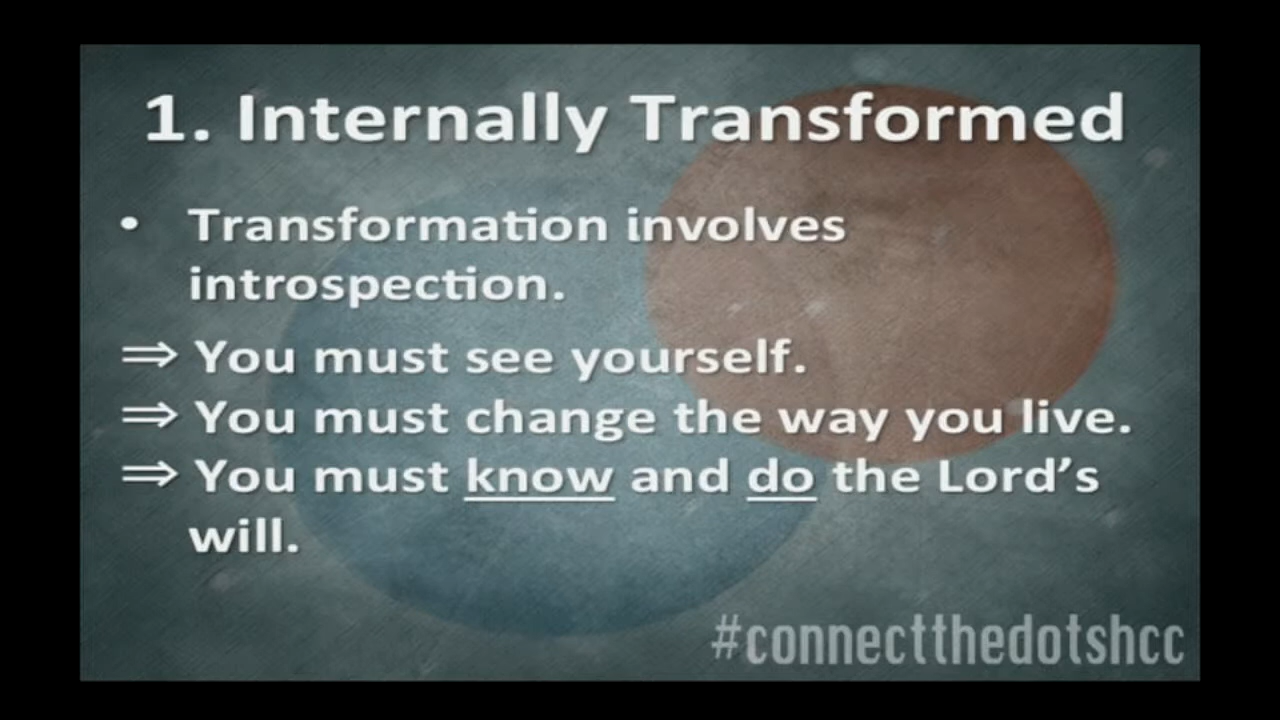 1. Internally Transformed
• Transformation involves
introspection.
⇒ You must see yourself.
⇒ You must change the way you live.
⇒ You must know and do the Lord’s
will.
#connectthedotshcc